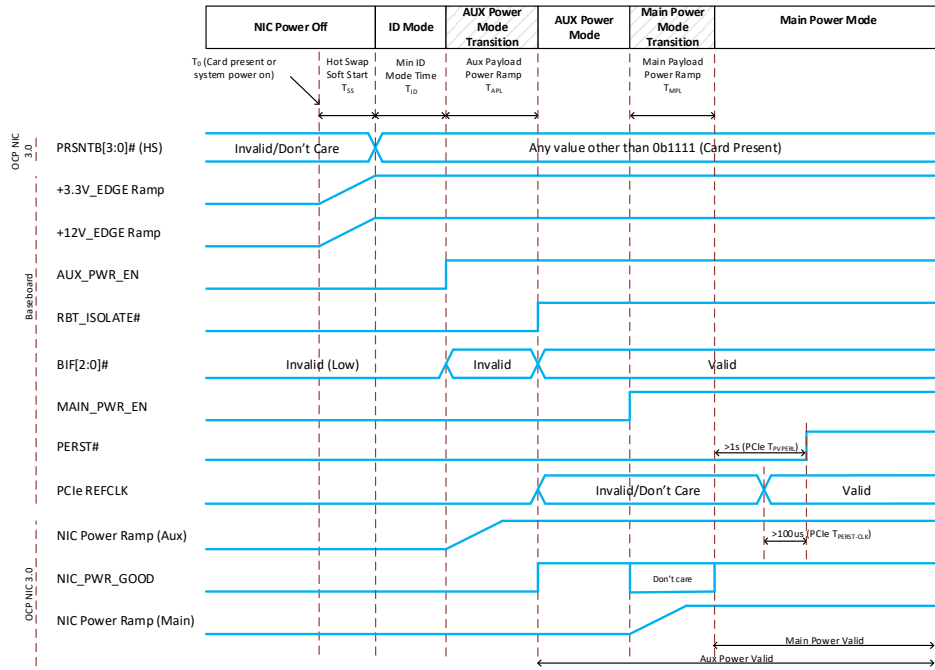 NIC Power Off
ID Mode
AUX Power
Mode
Transition
AUX Power
Mode
Main Power
Mode
Transition
Main Power Mode
T0 (Card present or
system power on)
Hot Swap
Soft Start
TSS
Min ID
Mode Time
TID
Aux Payload
Power Ramp
TAPL
Main Payload
Power Ramp
TMPL
OCP NIC
3.0
PRSNTB[3:0]# (HS)
Invalid/Don't Care
Any value other than 0b1111 (Card Present)
Baseboard
+3.3V_EDGE Ramp
+12V_EDGE Ramp
AUX_PWR_EN
RBT_ISOLATE#
BIF[2:0]#
Invalid (Low)
Invalid
Valid
MAIN_PWR_EN
PERST#
>1s (PCIe TPVPERL)
PCIe REFCLK
Invalid/Don't Care
Valid
OCP NIC 3.0
NIC Power Ramp (Aux)
>100us (PCIe TPERST-CLK)
NIC_PWR_GOOD
Don't care
NIC Power Ramp (Main)
Main Power Valid
Aux Power Valid